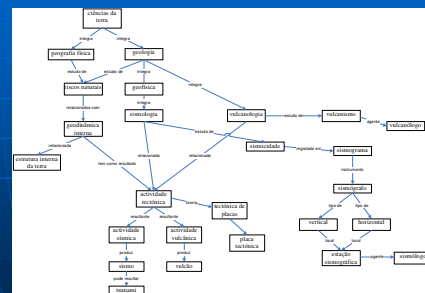 ciências da
terra
integra
integra
geografia física
geologia
estudo de
estudo de
integra
integra
riscos naturais
geofísica
relacionados com
integra
geodinâmica
interna
sismologia
vulcanologia
estudo de
vulcanismo
agente
vulcanólogo
relacionada
estudo de
sismicidade
registada em
sismograma
estrutura interna
da terra
tem como resultada
relacionada
relacionada
instrumento
sismógrafo
actividade
tectónica
teoria
tectónica de
placas
tipo de
tipo de
vertical
horizontal
resultante
resultante
actividade
sísmica
actividade
vulcânica
placa
tectónica
local
local
produz
produz
estação
sismográfica
agente
sismólogo
sismo
vulcão
pode resultar
tsunami